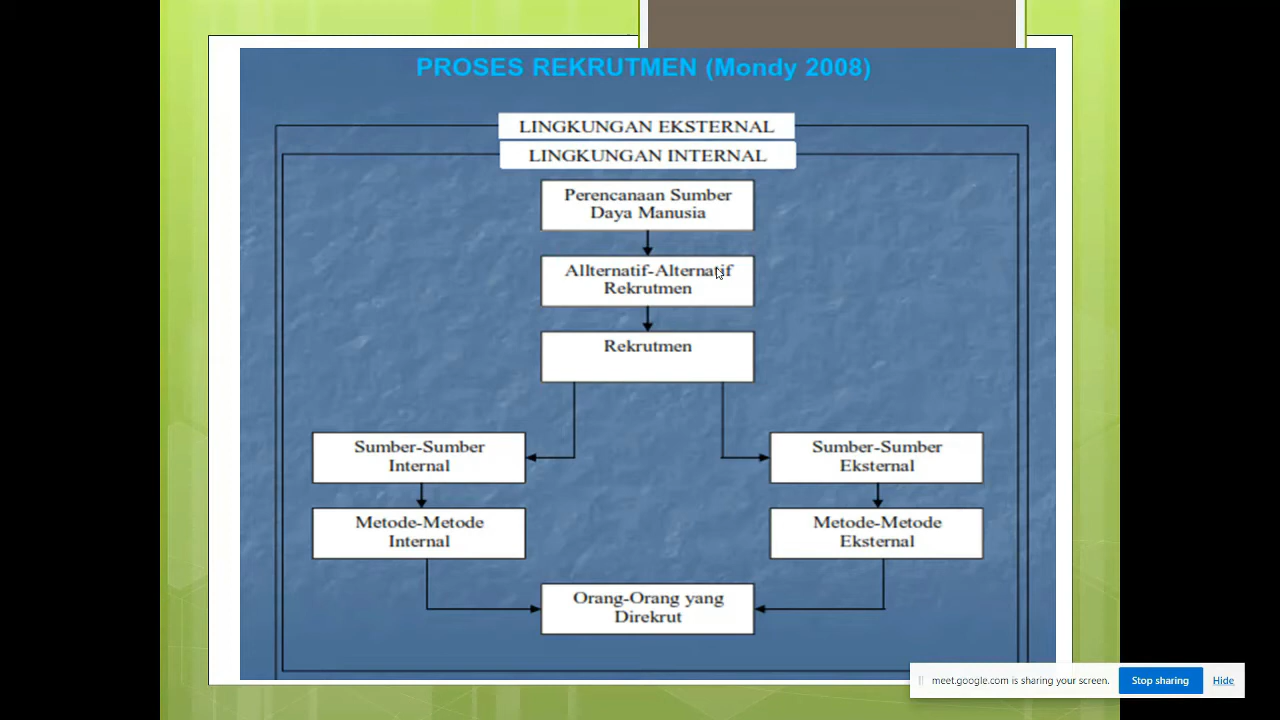 PROSES REKRUTMEN (Mondy 2008)
LINGKUNGAN EKSTERNAL
LINGKUNGAN INTERNAL
Perencanaan Sumber
Daya Manusia
Allternatif-Alternatif
Rekrutmen
Rekrutmen
Sumber-Sumber
Internal
Sumber-Sumber
Eksternal
Metode-Metode
Internal
Metode-Metode
Eksternal
Orang-Orang yang
Direkrut
meet.google.com is sharing your screen.
Stop sharing
Hide